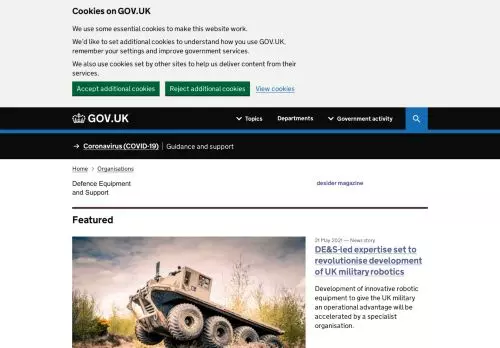 Cookies on GOV.UK
We use some essential cookies to make this website work.
We'd like to set additional cookies to understand how you use GOV.UK,
remember your settings and improve government services.
We also use cookies set by other sites to help us deliver content from their
services.
Accept additional cookies Reject additional cookies View cookies
GOV.UK Topics Departments Government activity
→ Coronavirus (COVID-19) Guidance and support
Home > Organisations
Defence Equipment
and Support
desider magazine
Featured
21 May 2021 — News story
DE&S-led expertise set to
revolutionise development
of UK military robotics
Development of innovative robotic
equipment to give the UK military
an operational advantage will be
accelerated by a specialist
organisation.